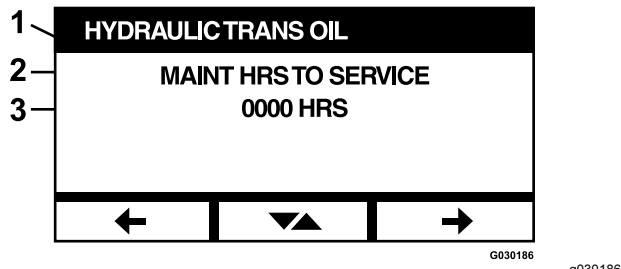 1
HYDRAULIC TRANS OIL
2
MAINT HRS TO SERVICE
3
0000 HRS
G030186
g030186